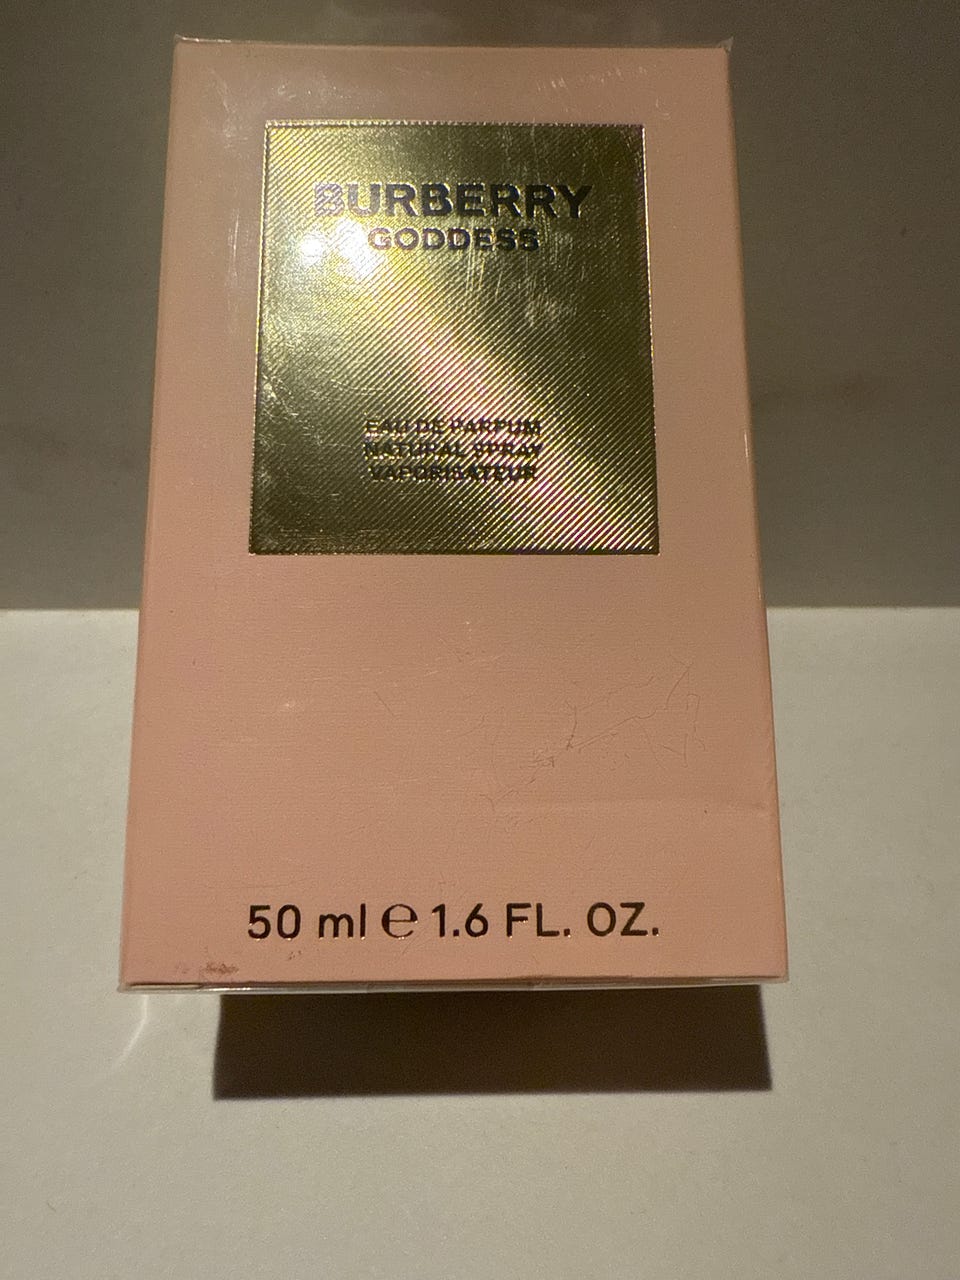 BURBERRY
GODDESS
EAU DE PARFUM
NATURAL SPRAY
VAPORISATEUR
50 ml ℮ 1.6 FL. OZ.